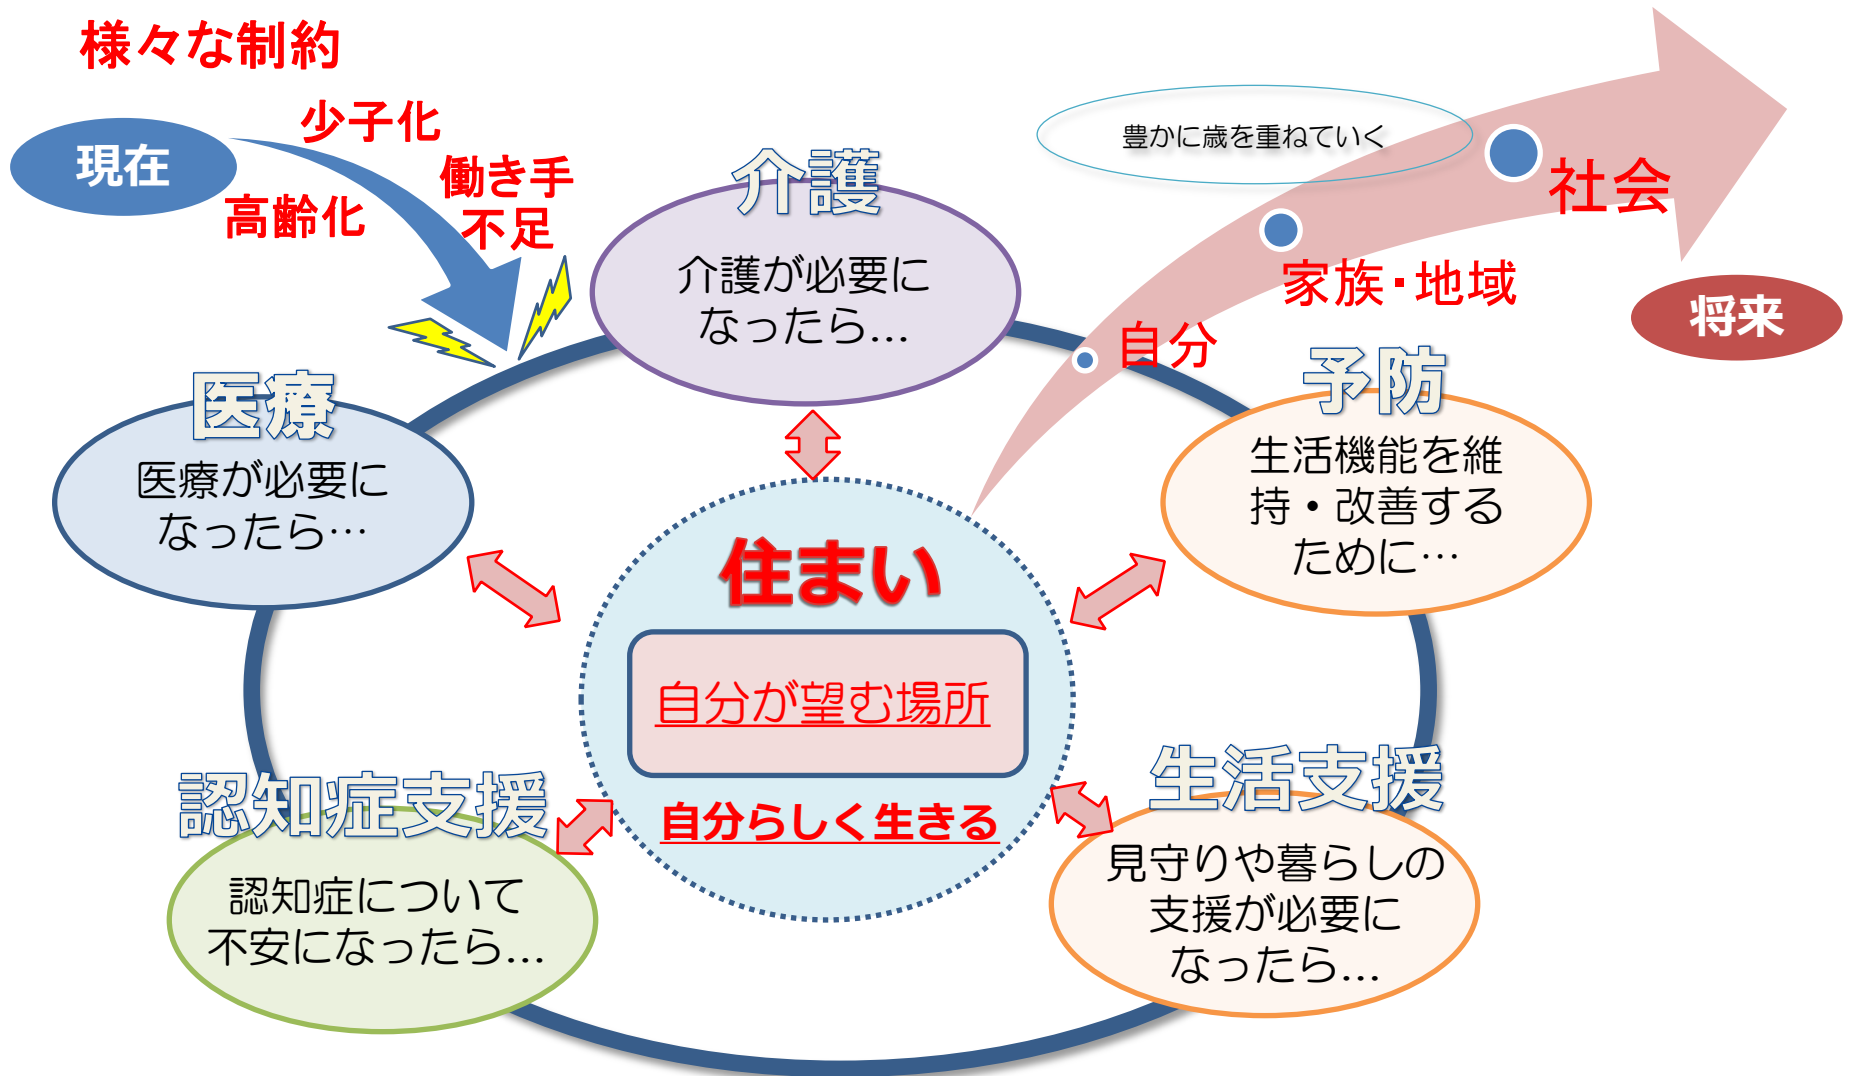 様々な制約
現在
少子化
高齢化
働き手
不足
豊かに歳を重ねていく
社会
家族・地域
自分
将来
介護
介護が必要に
なったら…
医療
医療が必要に
なったら…
予防
生活機能を維
持・改善する
ために…
住まい
自分が望む場所
自分らしく生きる
認知症支援
認知症について
不安になったら…
生活支援
見守りや暮らしの
支援が必要に
なったら…